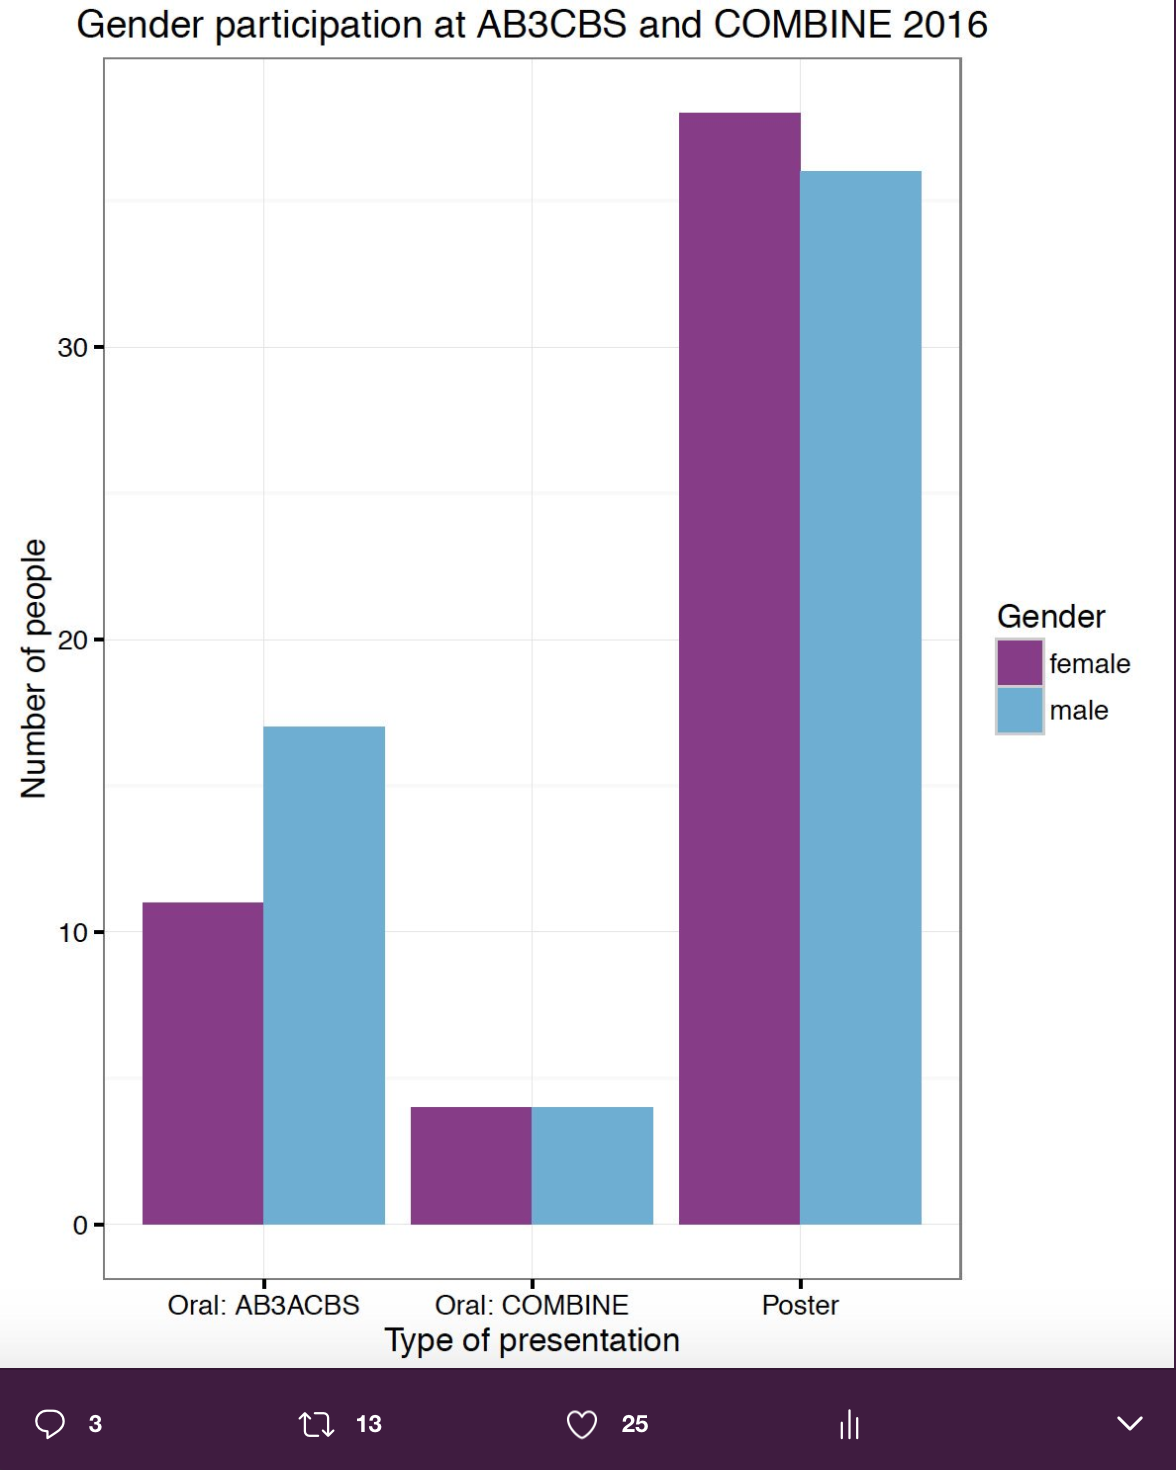 Gender participation at AB3CBS and COMBINE 2016
Number of people
30
20
10
0
Gender
female
male
Oral: AB3ACBS
Oral: COMBINE
Poster
Type of presentation
3
13
25